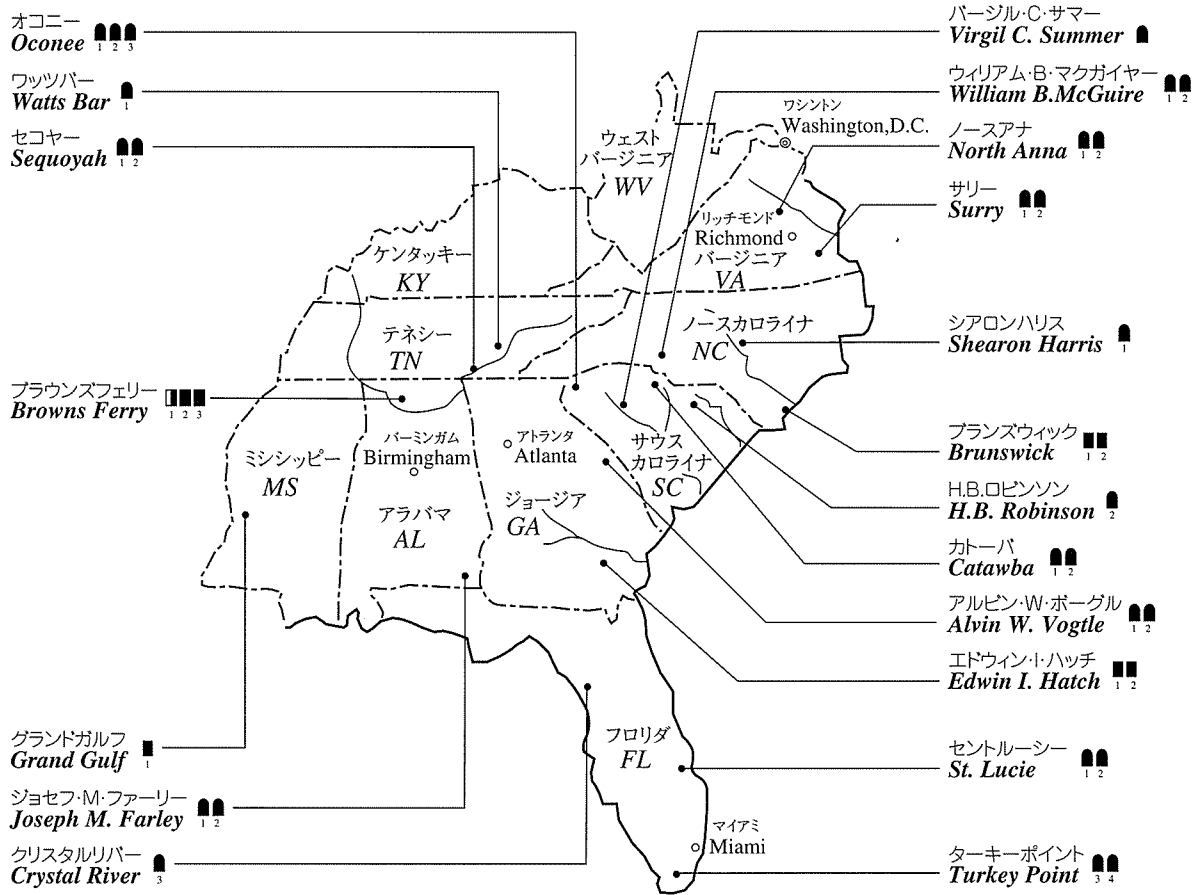 オコニー
Oconee
1 2 3
ワッツバー
Watts Bar
1
セコヤー
Sequoyah
1 2
ブラウンズフェリー
Browns Ferry
1 2 3
グランドガルフ
Grand Gulf
1
ジョセフ・M・ファーリー
Joseph M. Farley
1 2
クリスタルリバー
Crystal River
3
ウェスト
バージニア
WV
ワシントン
Washington,D.C.
リッチモンド
Richmond
バージニア
VA
ケンタッキー
KY
テネシー
TN
ノースカロライナ
NC
バーミンガム
Birmingham
アトランタ
Atlanta
サウス
カロライナ
SC
ミシシッピー
MS
アラバマ
AL
ジョージア
GA
フロリダ
FL
マイアミ
Miami
バージル・C・サマー
Virgil C. Summer
ウィリアム・B・マクガイヤー
William B.McGuire
1 2
ノースアナ
North Anna
1 2
サリー
Surry
1 2
シアロンハリス
Shearon Harris
1
ブランズウィック
Brunswick
1 2
H.B.ロビンソン
H.B. Robinson
2
カトーバ
Catawba
1 2
アルビン・W・ボーグル
Alvin W. Vogtle
1 2
エドウィン・I・ハッチ
Edwin I. Hatch
1 2
セントルーシー
St. Lucie
1 2
ターキーポイント
Turkey Point
3 4